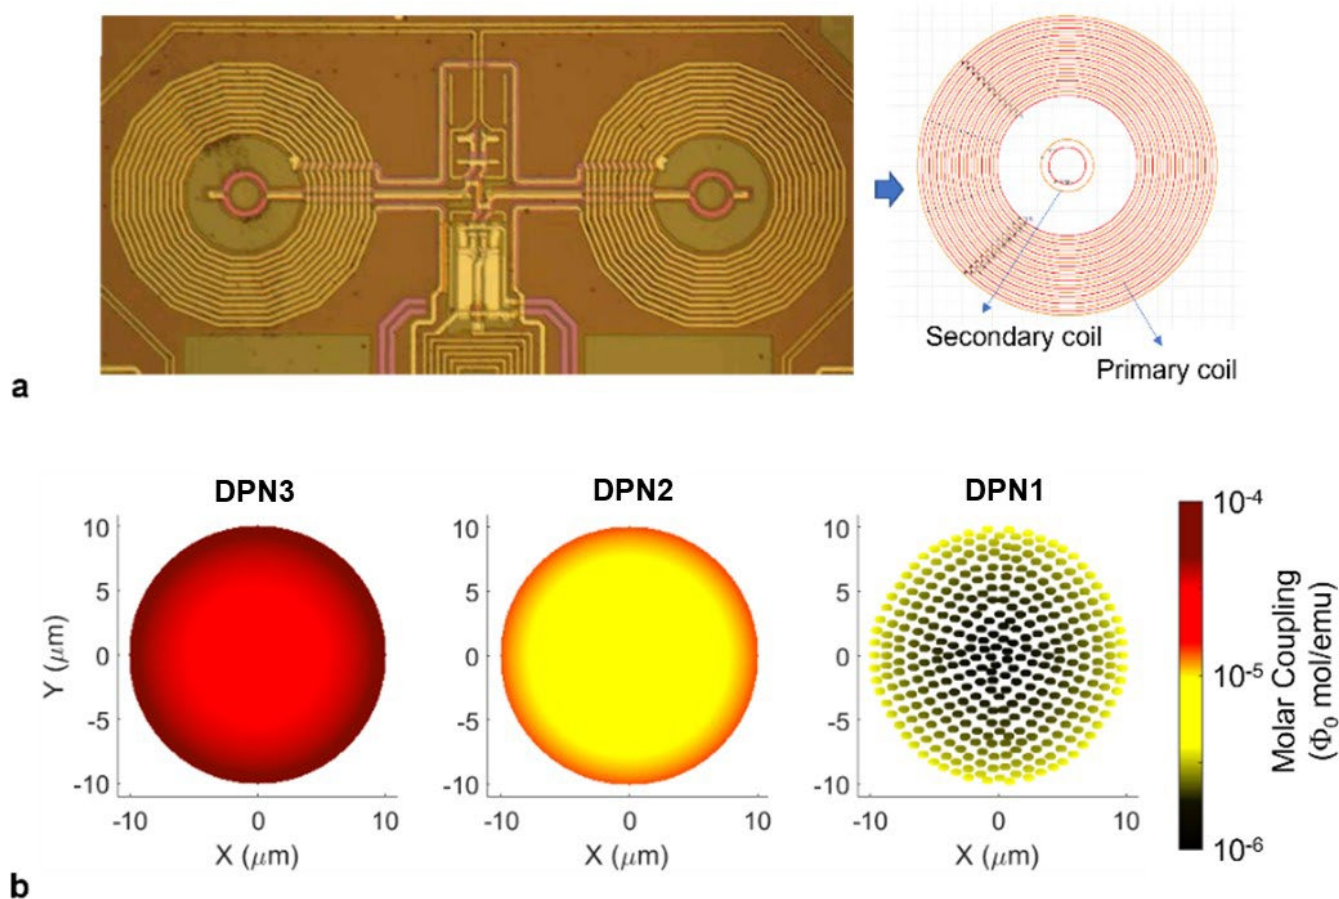 Secondary coil
Primary coil
a
DPN3
DPN2
DPN1
10
5
0
-5
-10
Y (μm)
-10 0 10
X (μm)
10
5
0
-5
-10
-10 0 10
X (μm)
10
5
0
-5
-10
-10 0 10
X (μm)
10⁻⁴
10⁻⁵
10⁻⁶
Molar Coupling
(Φ₀ mol/emu)
b